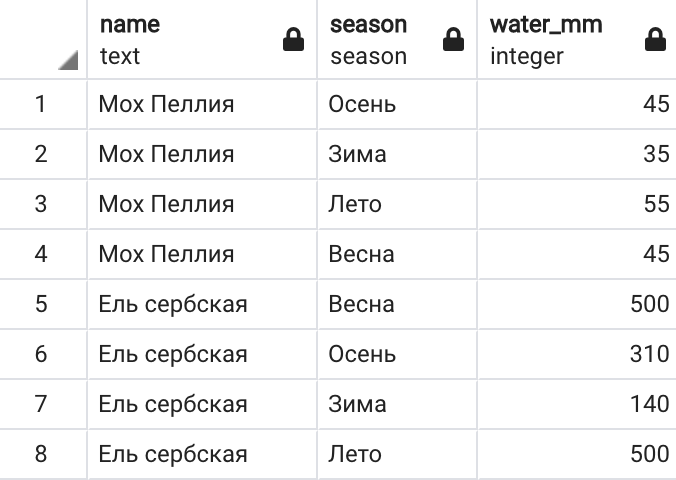 name season water_mm
text season integer
1 Мох Пеллия Осень 45
2 Мох Пеллия Зима 35
3 Мох Пеллия Лето 55
4 Мох Пеллия Весна 45
5 Ель сербская Весна 500
6 Ель сербская Осень 310
7 Ель сербская Зима 140
8 Ель сербская Лето 500